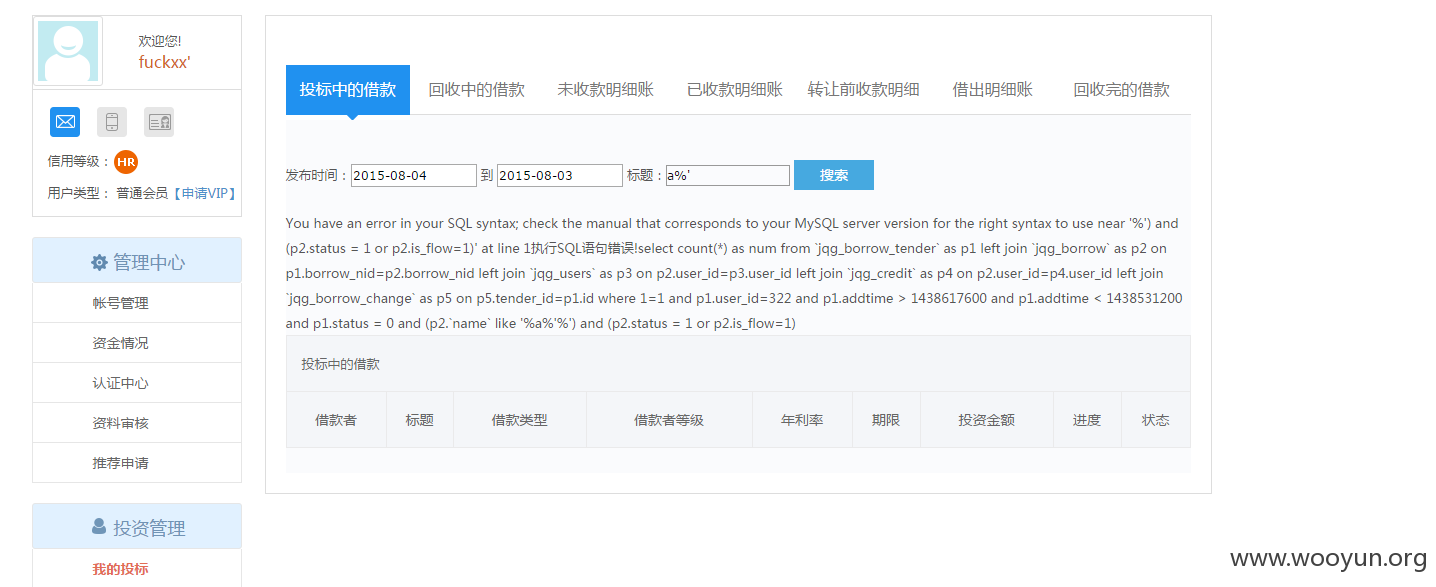 欢迎您!
fuckxx'
信用等级：HR
用户类型： 普通会员【申请VIP】
管理中心
帐号管理
资金情况
认证中心
资料审核
推荐申请
投资管理
我的投标
投标中的借款 回收中的借款 未收款明细账 已收款明细账 转让前收款明细 借出明细账 回收完的借款
发布时间：2015-08-04 到 2015-08-03 标题：a%' 搜索
You have an error in your SQL syntax; check the manual that corresponds to your MySQL server version for the right syntax to use near '%') and
(p2.status = 1 or p2.is_flow=1)' at line 1执行SQL语句错误!select count(*) as num from `jqg_borrow_tender` as p1 left join `jqg_borrow` as p2 on
p1.borrow_nid=p2.borrow_nid left join `jqg_users` as p3 on p2.user_id=p3.user_id left join `jqg_credit` as p4 on p2.user_id=p4.user_id left join
`jqg_borrow_change` as p5 on p5.tender_id=p1.id where 1=1 and p1.user_id=322 and p1.addtime > 1438617600 and p1.addtime < 1438531200
and p1.status = 0 and (p2.`name` like '%a%'%') and (p2.status = 1 or p2.is_flow=1)
投标中的借款
借款者 标题 借款类型 借款者等级 年利率 期限 投资金额 进度 状态
www.wooyun.org